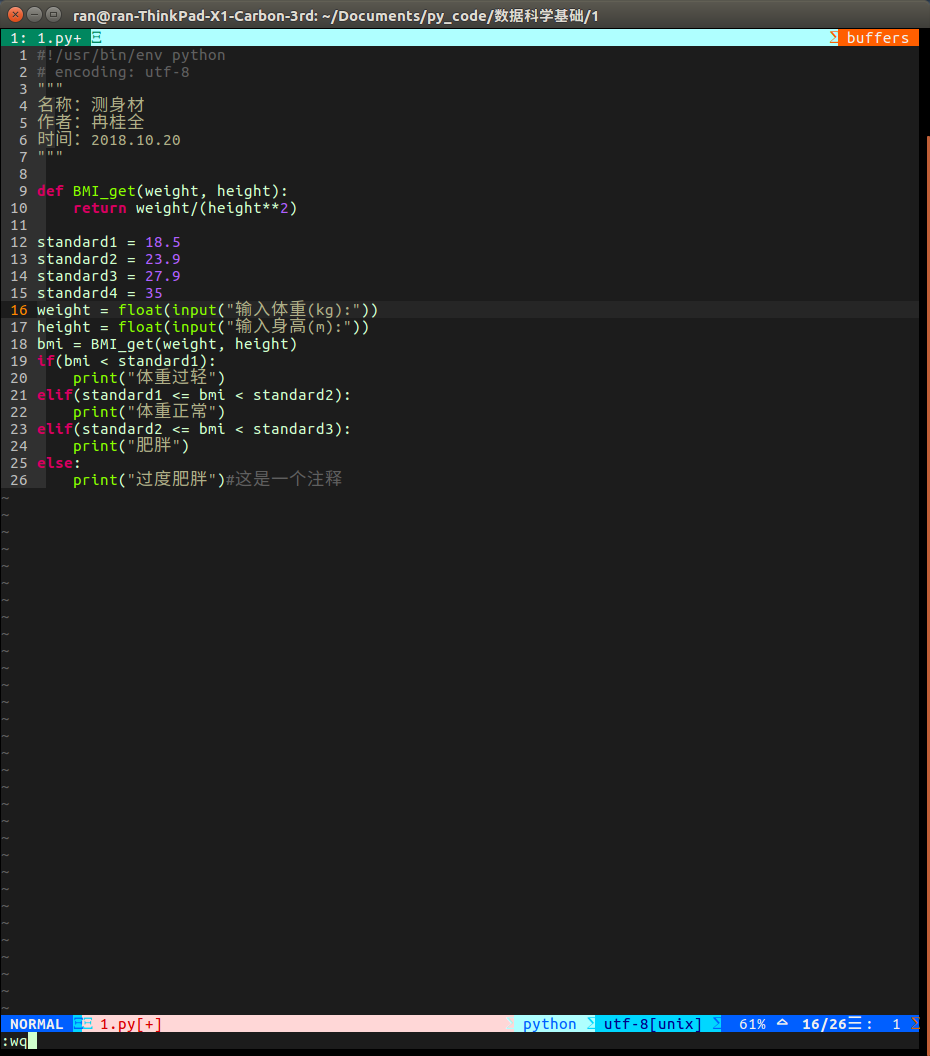 ran@ran-ThinkPad-X1-Carbon-3rd: ~/Documents/py_code/数据科学基础/1
1: 1.py+ buffers
1 #!/usr/bin/env python
2 # encoding: utf-8
3 """
4 名称: 测身材
5 作者: 冉桂全
6 时间: 2018.10.20
7 """
8
9 def BMI_get(weight, height):
10     return weight/(height**2)
11
12 standard1 = 18.5
13 standard2 = 23.9
14 standard3 = 27.9
15 standard4 = 35
16 weight = float(input("输入体重(kg):"))
17 height = float(input("输入身高(m):"))
18 bmi = BMI_get(weight, height)
19 if(bmi < standard1):
20     print("体重过轻")
21 elif(standard1 <= bmi < standard2):
22     print("体重正常")
23 elif(standard2 <= bmi < standard3):
24     print("肥胖")
25 else:
26     print("过度肥胖")#这是一个注释
NORMAL 1.py[+] python utf-8[unix] 61% 16/26☰: 1
:wq